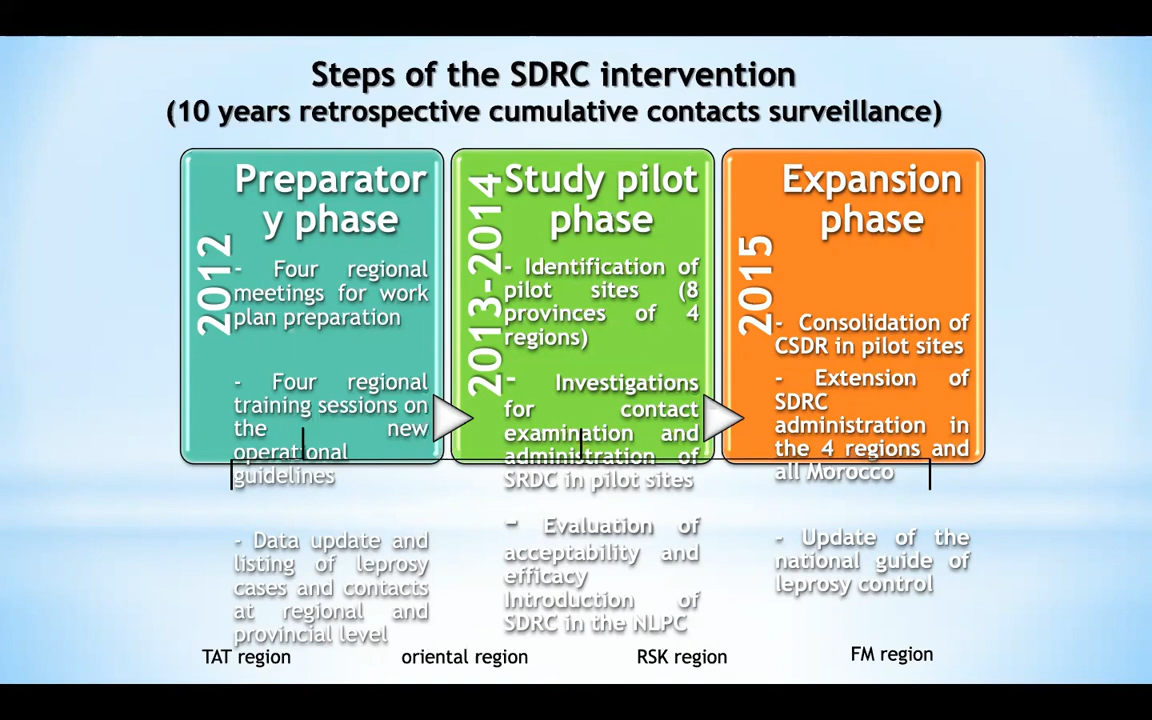 Steps of the SDRC intervention
(10 years retrospective cumulative contacts surveillance)
2012
Preparator
y phase
- Four regional
meetings for work
plan preparation
- Four regional
training sessions on
the new
operational
guidelines
- Data update and
listing of leprosy
cases and contacts
at regional and
provincial level
2013-2014
Study pilot
phase
- Identification of
pilot sites (8
provinces of 4
regions)
- Investigations
for contact
examination and
administration of
SRDC in pilot sites
- Evaluation of
acceptability and
efficacy
Introduction of
SDRC in the NLPC
2015
Expansion
phase
- Consolidation of
CSDR in pilot sites
- Extension of
SDRC
administration in
the 4 regions and
all Morocco
- Update of the
national guide of
leprosy control
TAT region
oriental region
RSK region
FM region